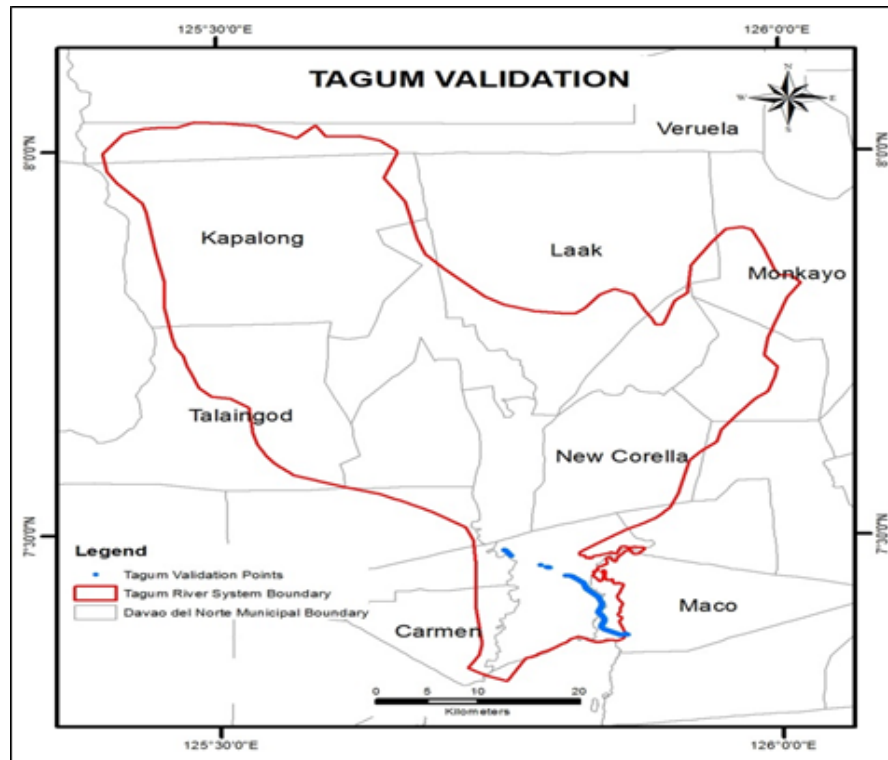 125°30'0"E 126°0'0"E
TAGUM VALIDATION
N
W E
S
Veruela
8°0'0"N 8°0'0"N
Kapalong
Laak
Monkayo
Talaingod
New Corella
7°30'0"N 7°30'0"N
Legend
Tagum Validation Points
Tagum River System Boundary
Davao del Norte Municipal Boundary
Maco
Carmen
0 5 10 20
Kilometers
125°30'0"E 126°0'0"E